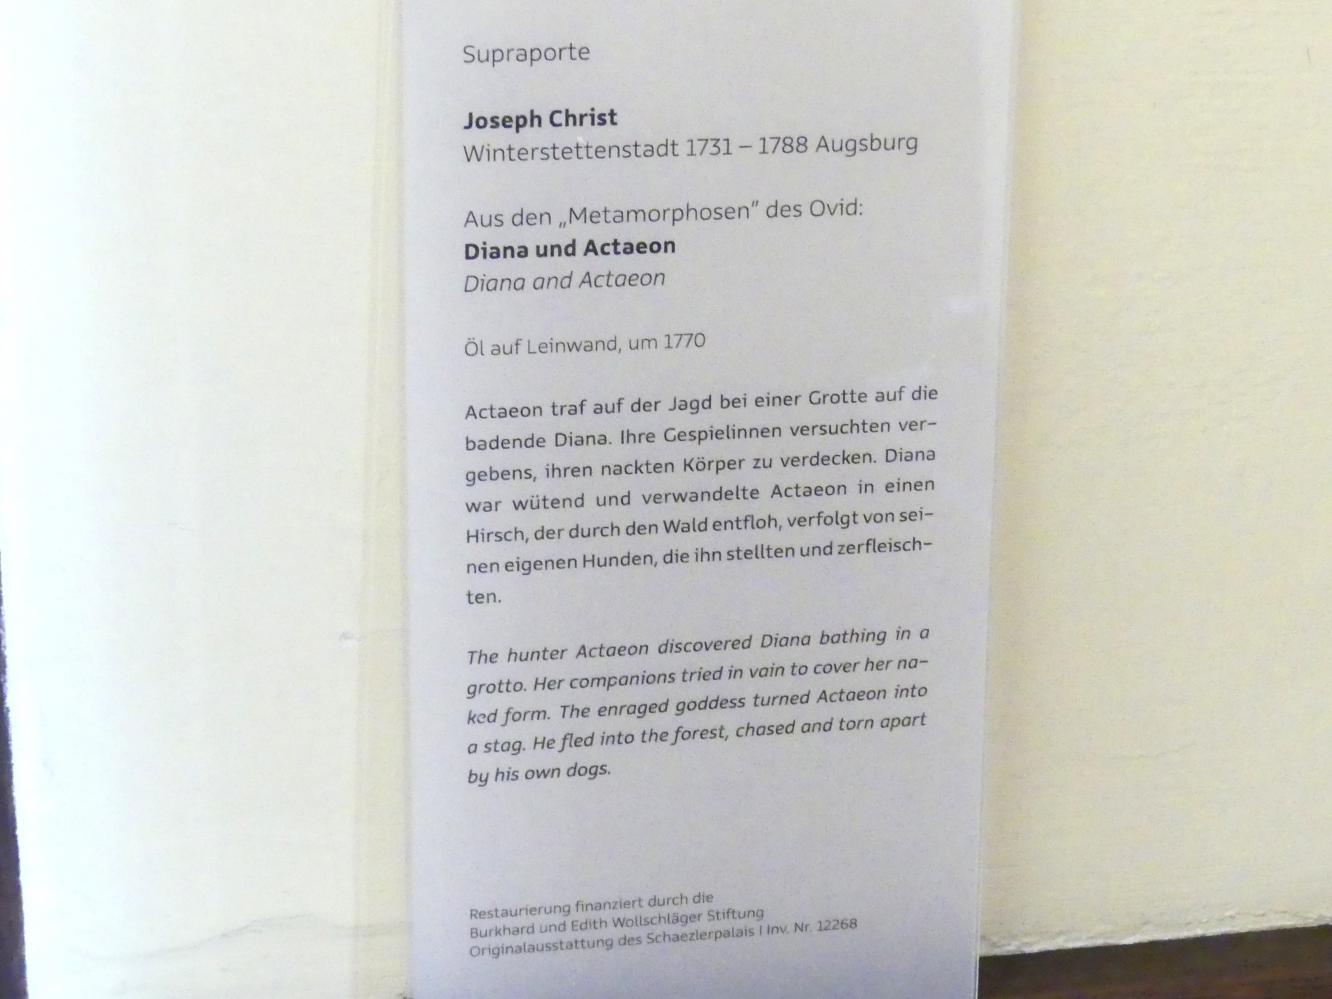 Supraporte
Joseph Christ
Winterstettenstadt 1731 – 1788 Augsburg
Aus den „Metamorphosen" des Ovid:
Diana und Actaeon
Diana and Actaeon
Öl auf Leinwand, um 1770
Actaeon traf auf der Jagd bei einer Grotte auf die
badende Diana. Ihre Gespielinnen versuchten ver-
gebens, ihren nackten Körper zu verdecken. Diana
war wütend und verwandelte Actaeon in einen
Hirsch, der durch den Wald entfloh, verfolgt von sei-
nen eigenen Hunden, die ihn stellten und zerfleisch-
ten.
The hunter Actaeon discovered Diana bathing in a
grotto. Her companions tried in vain to cover her na-
ked form. The enraged goddess turned Actaeon into
a stag. He fled into the forest, chased and torn apart
by his own dogs.
Restaurierung finanziert durch die
Burkhard und Edith Wollschläger Stiftung
Originalausstattung des Schaezlerpalais | Inv. Nr. 12268